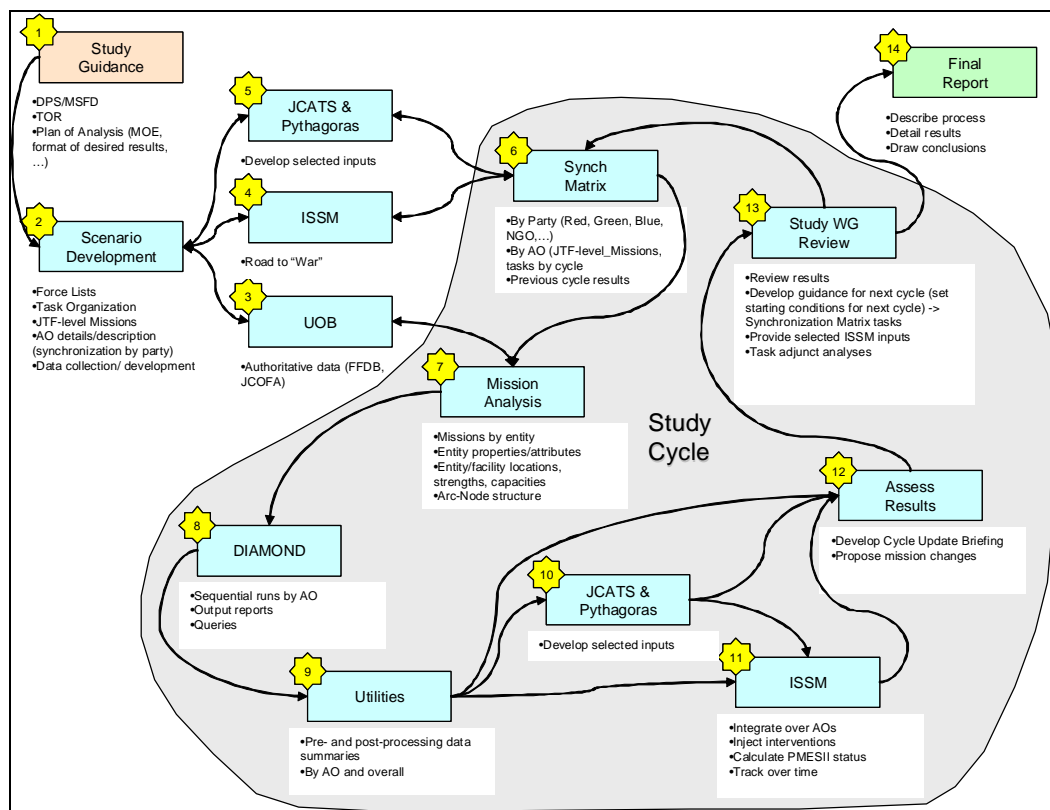 1
Study
Guidance
•DPS/MSFD
•TOR
•Plan of Analysis (MOE,
format of desired results,
…)
2
Scenario
Development
•Force Lists
•Task Organization
•JTF-level Missions
•AO details/description
(synchronization by party)
•Data collection/ development
5
JCATS &
Pythagoras
•Develop selected inputs
4
ISSM
•Road to “War”
3
UOB
•Authoritative data (FFDB,
JCOFA)
6
Synch
Matrix
•By Party (Red, Green, Blue,
NGO,…)
•By AO (JTF-level_Missions,
tasks by cycle
•Previous cycle results
7
Mission
Analysis
•Missions by entity
•Entity properties/attributes
•Entity/facility locations,
strengths, capacities
•Arc-Node structure
Study
Cycle
8
DIAMOND
•Sequential runs by AO
•Output reports
•Queries
9
Utilities
•Pre- and post-processing data
summaries
•By AO and overall
10
JCATS &
Pythagoras
•Develop selected inputs
11
ISSM
•Integrate over AOs
•Inject interventions
•Calculate PMESII status
•Track over time
12
Assess
Results
•Develop Cycle Update Briefing
•Propose mission changes
13
Study WG
Review
•Review results
•Develop guidance for next cycle (set
starting conditions for next cycle) ->
Synchronization Matrix tasks
•Provide selected ISSM inputs
•Task adjunct analyses
14
Final
Report
•Describe process
•Detail results
•Draw conclusions